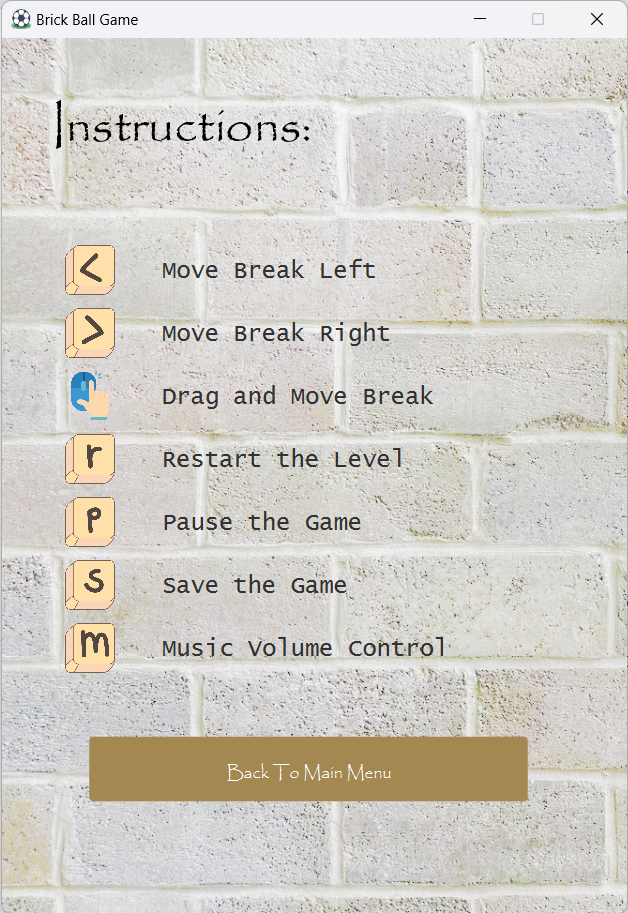 Brick Ball Game
Instructions:
< Move Break Left
> Move Break Right
Drag and Move Break
r Restart the Level
p Pause the Game
s Save the Game
m Music Volume Control
Back To Main Menu